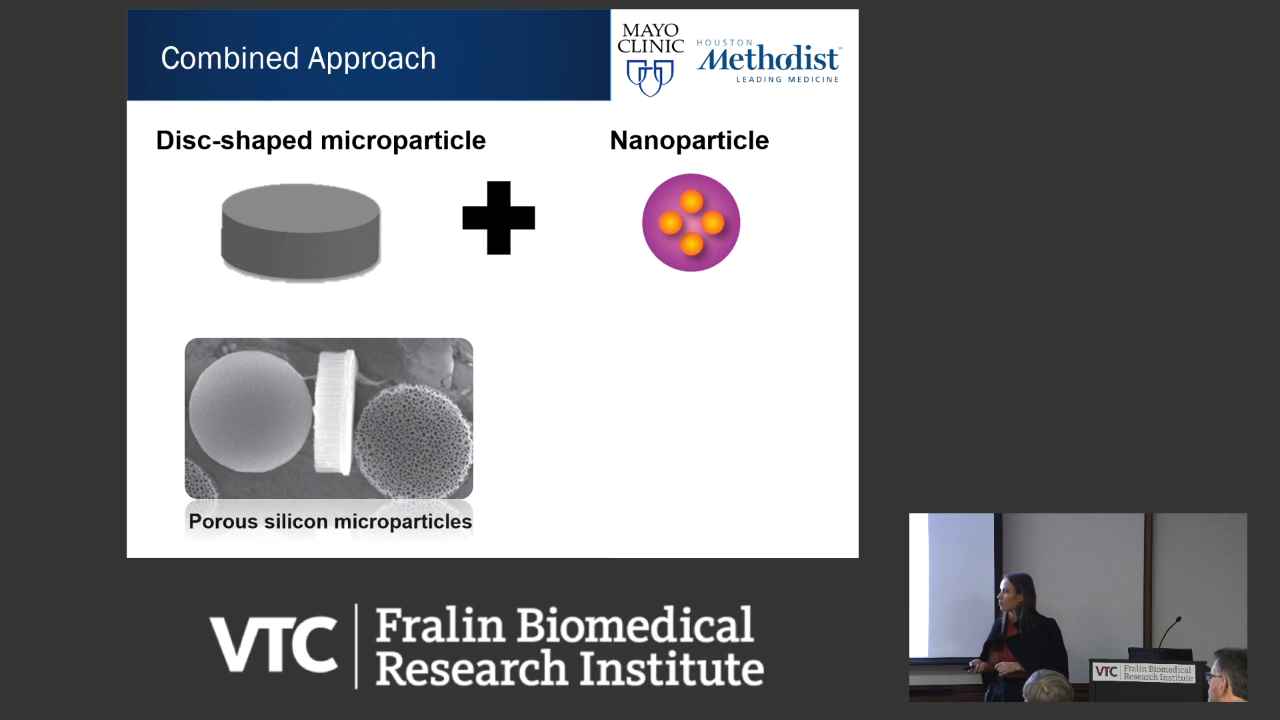 Combined Approach
MAYO
CLINIC
HOUSTON
Methodist
LEADING MEDICINE
Disc-shaped microparticle
Nanoparticle
Porous silicon microparticles
VTC
Fralin Biomedical
Research Institute
VTC
Fralin Biomedical
Research Institute